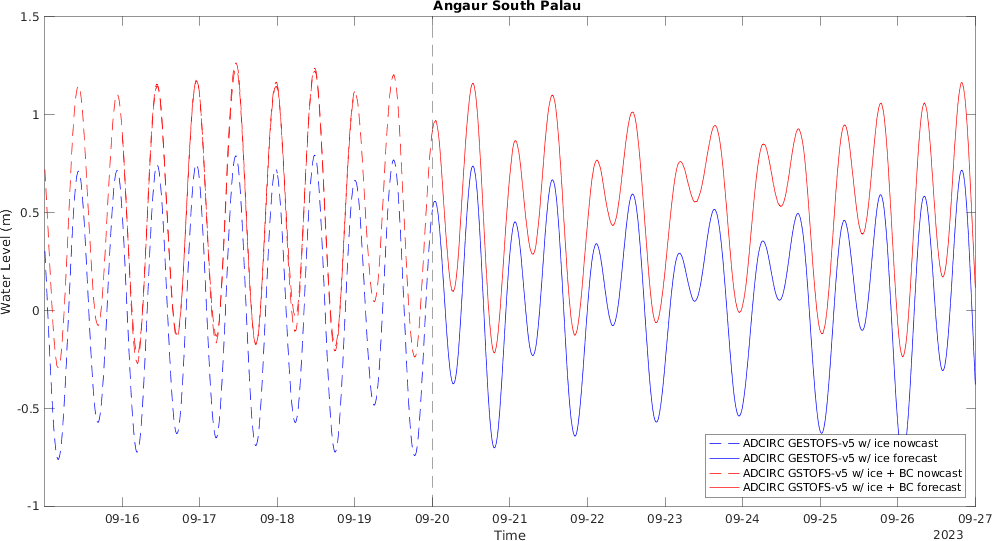 Angaur South Palau
1.5
1
0.5
0
-0.5
-1
Water Level (m)
ADCIRC GESTOFS-v5 w/ ice nowcast
ADCIRC GESTOFS-v5 w/ ice forecast
ADCIRC GSTOFS-v5 w/ ice + BC nowcast
ADCIRC GSTOFS-v5 w/ ice + BC forecast
09-16 09-17 09-18 09-19 09-20 09-21 09-22 09-23 09-24 09-25 09-26 09-27
Time
2023